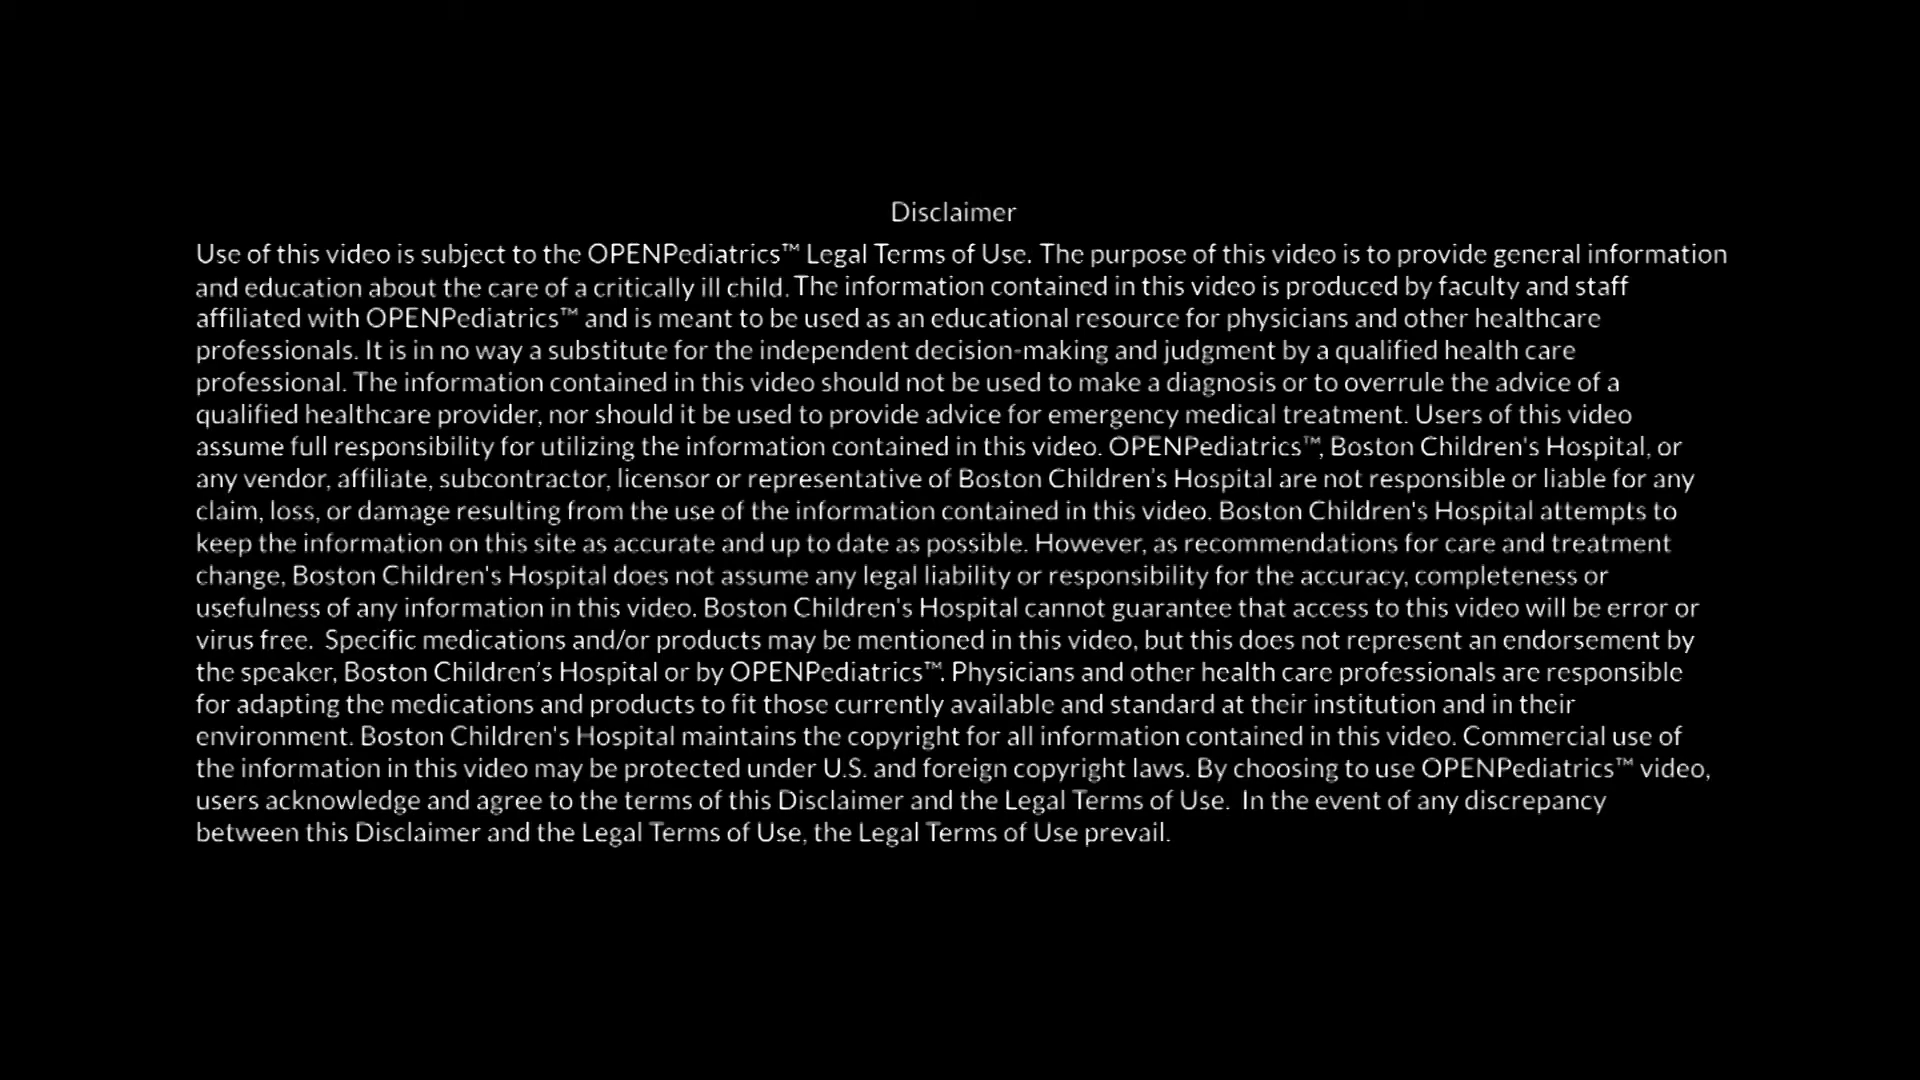 Disclaimer
Use of this video is subject to the OPENPediatrics™ Legal Terms of Use. The purpose of this video is to provide general information
and education about the care of a critically ill child. The information contained in this video is produced by faculty and staff
affiliated with OPENPediatrics™ and is meant to be used as an educational resource for physicians and other healthcare
professionals. It is in no way a substitute for the independent decision-making and judgment by a qualified health care
professional. The information contained in this video should not be used to make a diagnosis or to overrule the advice of a
qualified healthcare provider, nor should it be used to provide advice for emergency medical treatment. Users of this video
assume full responsibility for utilizing the information contained in this video. OPENPediatrics™, Boston Children's Hospital, or
any vendor, affiliate, subcontractor, licensor or representative of Boston Children's Hospital are not responsible or liable for any
claim, loss, or damage resulting from the use of the information contained in this video. Boston Children's Hospital attempts to
keep the information on this site as accurate and up to date as possible. However, as recommendations for care and treatment
change, Boston Children's Hospital does not assume any legal liability or responsibility for the accuracy, completeness or
usefulness of any information in this video. Boston Children's Hospital cannot guarantee that access to this video will be error or
virus free.  Specific medications and/or products may be mentioned in this video, but this does not represent an endorsement by
the speaker, Boston Children’s Hospital or by OPENPediatrics™. Physicians and other health care professionals are responsible
for adapting the medications and products to fit those currently available and standard at their institution and in their
environment. Boston Children's Hospital maintains the copyright for all information contained in this video. Commercial use of
the information in this video may be protected under U.S. and foreign copyright laws. By choosing to use OPENPediatrics™ video,
users acknowledge and agree to the terms of this Disclaimer and the Legal Terms of Use.  In the event of any discrepancy
between this Disclaimer and the Legal Terms of Use, the Legal Terms of Use prevail.